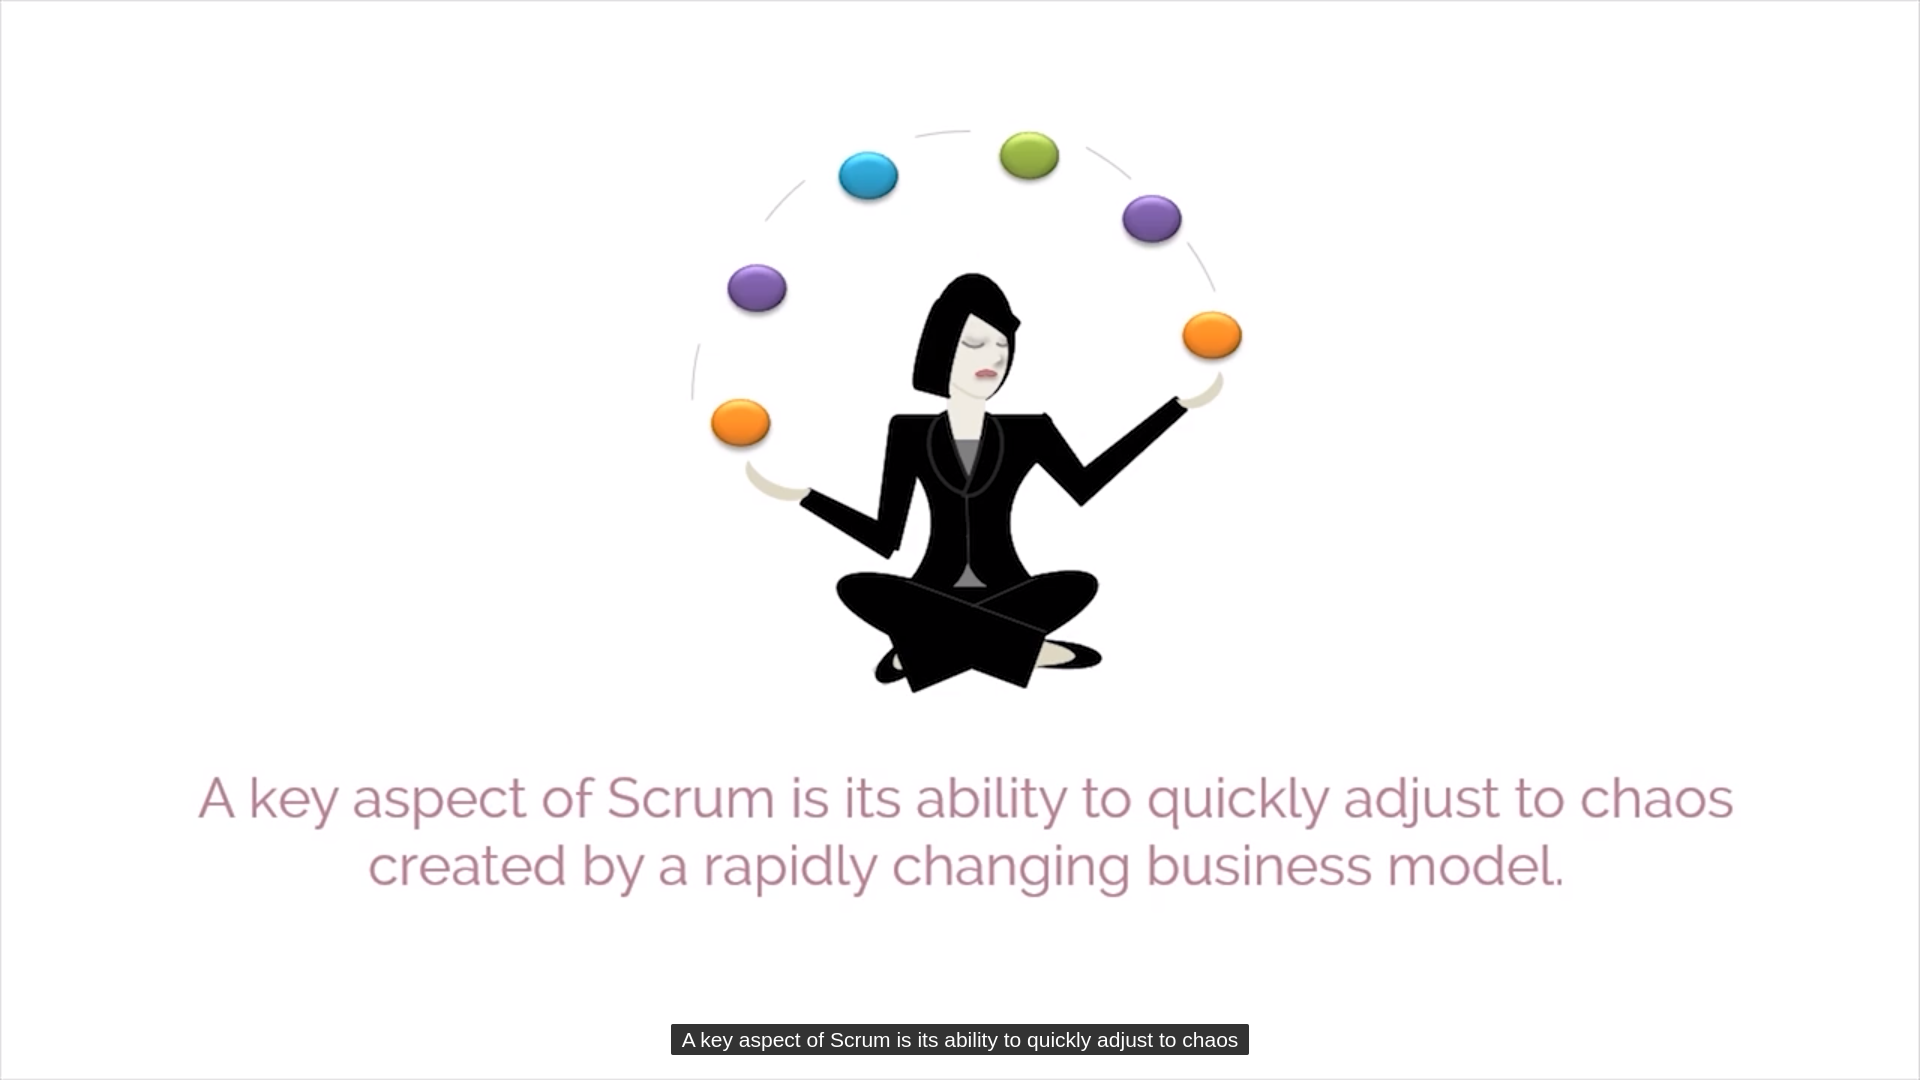 A key aspect of Scrum is its ability to quickly adjust to chaos
created by a rapidly changing business model.
A key aspect of Scrum is its ability to quickly adjust to chaos